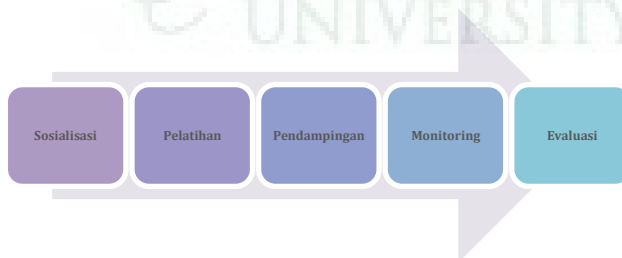 UNIVERSITY
Sosialisasi
Pelatihan
Pendampingan
Monitoring
Evaluasi